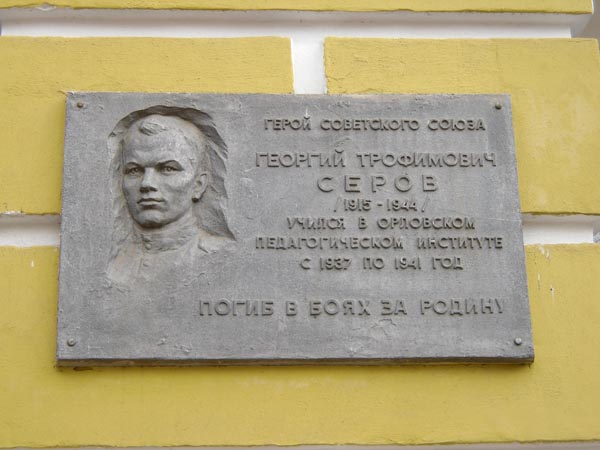 ГЕРОЙ СОВЕТСКОГО СОЮЗА
ГЕОРГИЙ ТРОФИМОВИЧ
СЕРОВ
/1915-1944/
УЧИЛСЯ В ОРЛОВСКОМ
ПЕДАГОГИЧЕСКОМ ИНСТИТУТЕ
С 1937 ПО 1941 ГОД
ПОГИБ В БОЯХ ЗА РОДИНУ